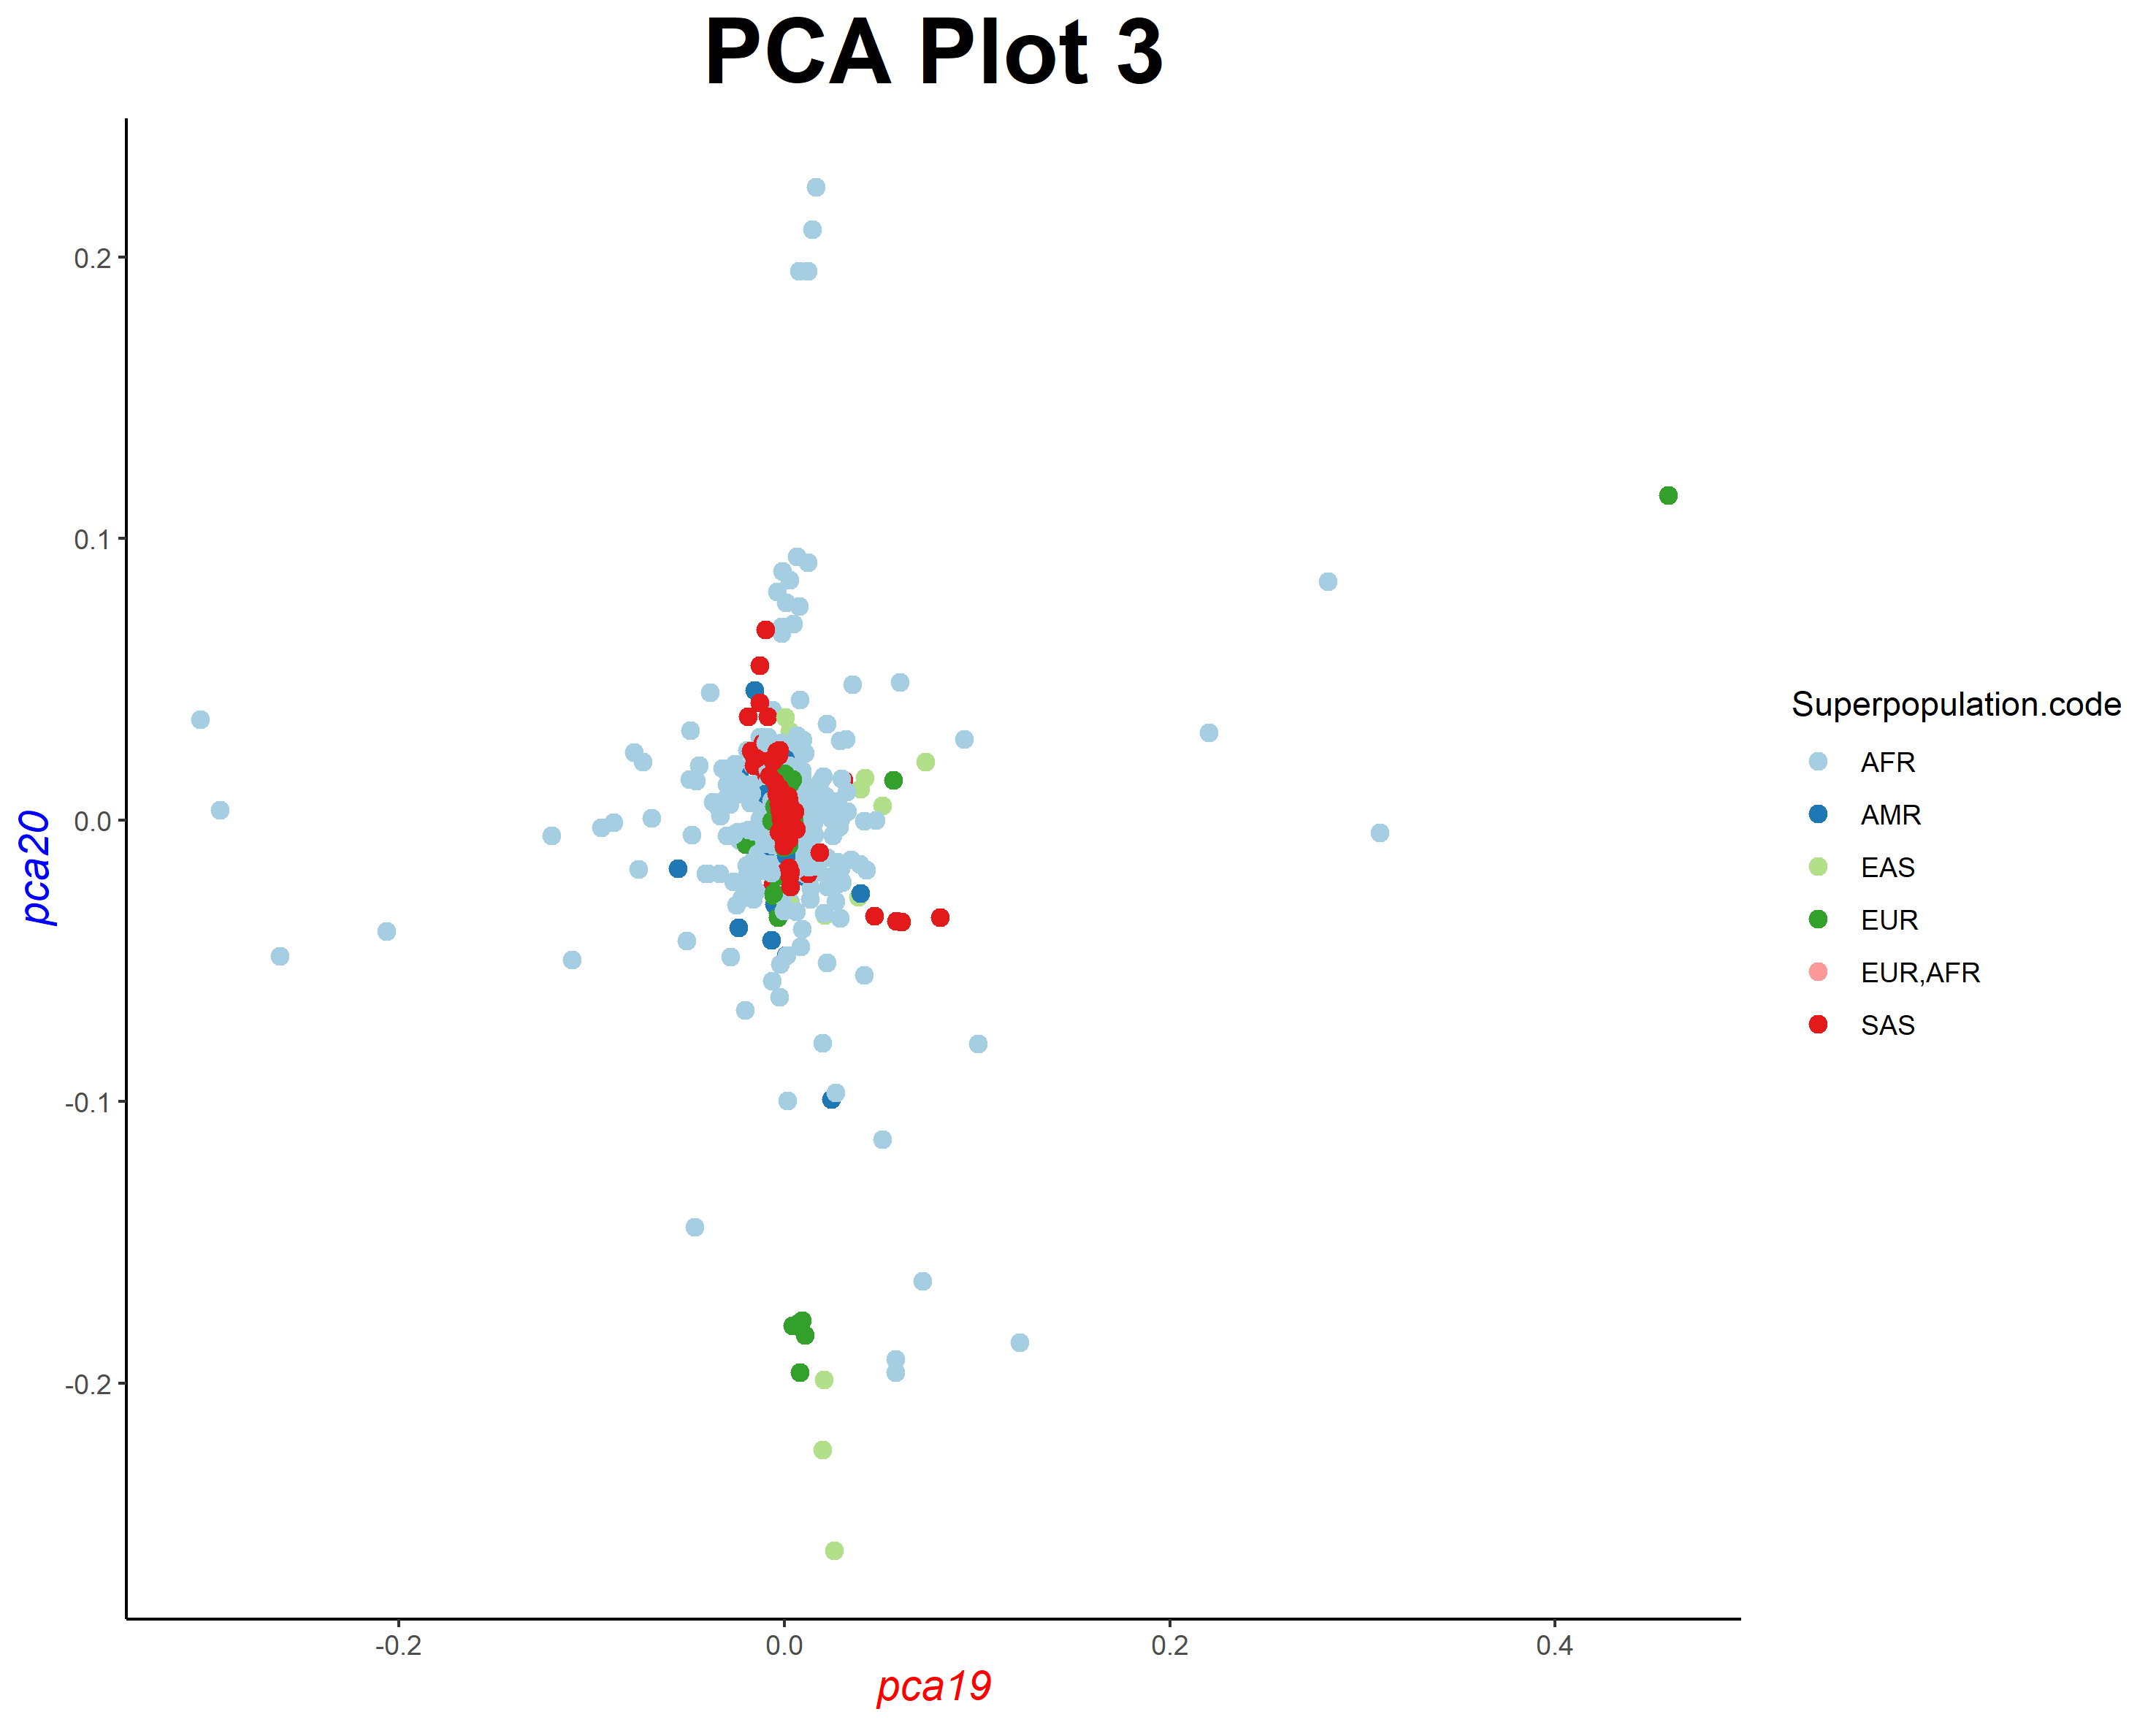 PCA Plot 3
pca20
0.2
0.1
0.0
-0.1
-0.2
-0.2
0.0
0.2
0.4
pca19
Superpopulation.code
AFR
AMR
EAS
EUR
EUR,AFR
SAS